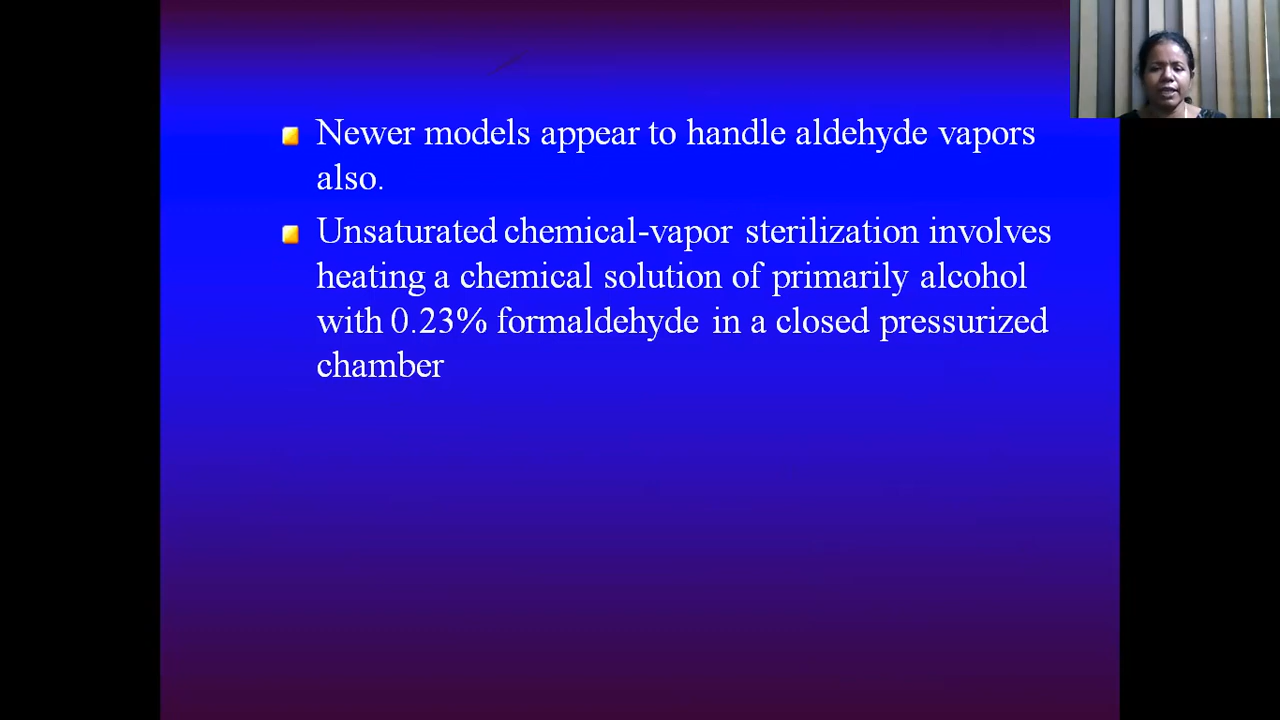 Newer models appear to handle aldehyde vapors
also.
Unsaturated chemical-vapor sterilization involves
heating a chemical solution of primarily alcohol
with 0.23% formaldehyde in a closed pressurized
chamber